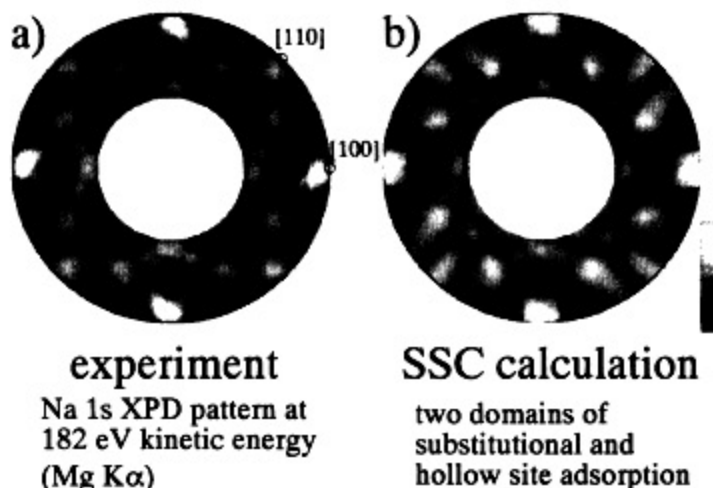 a)
[110]
b)
[100]
experiment
SSC calculation
Na 1s XPD pattern at
182 eV kinetic energy
(Mg Kα)
two domains of
substitutional and
hollow site adsorption